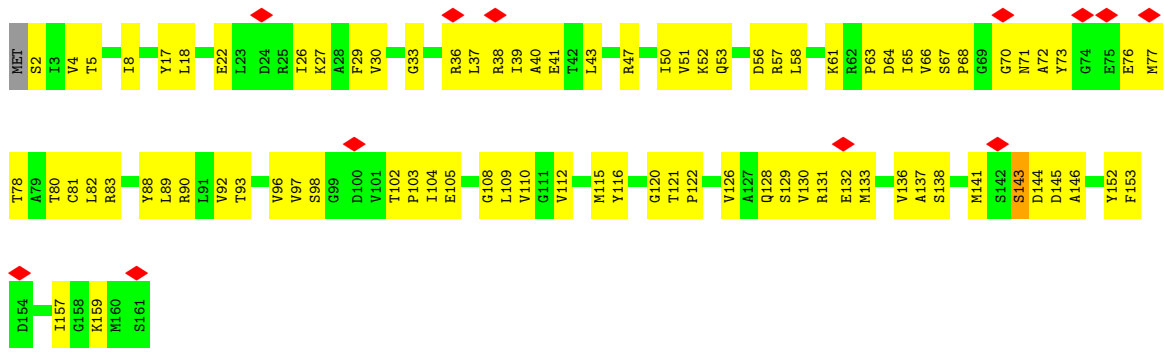 MET S2 I3 V4 T5 I8 Y17 L18 E22 L23 D24 R25 I26 K27 A28 F29 V30 G33 R36 L37 R38 I39 A40 E41 T42 L43 R47 I50 V51 K52 Q53 D56 R57 L58 K61 R62 P63 D64 I65 V66 S67 P68 G69 G70 N71 A72 Y73 G74 E75 E76 M77
T78 A79 T80 C81 L82 R83 Y88 L89 R90 L91 V92 T93 V96 V97 S98 G99 D100 V101 T102 P103 I104 E105 G108 L109 V110 G111 V112 M115 Y116 G120 T121 P122 V126 A127 Q128 S129 V130 R131 E132 M133 V136 A137 S138 M141 S142 S143 D144 D145 A146 Y152 F153
D154 I157 G158 K159 M160 S161